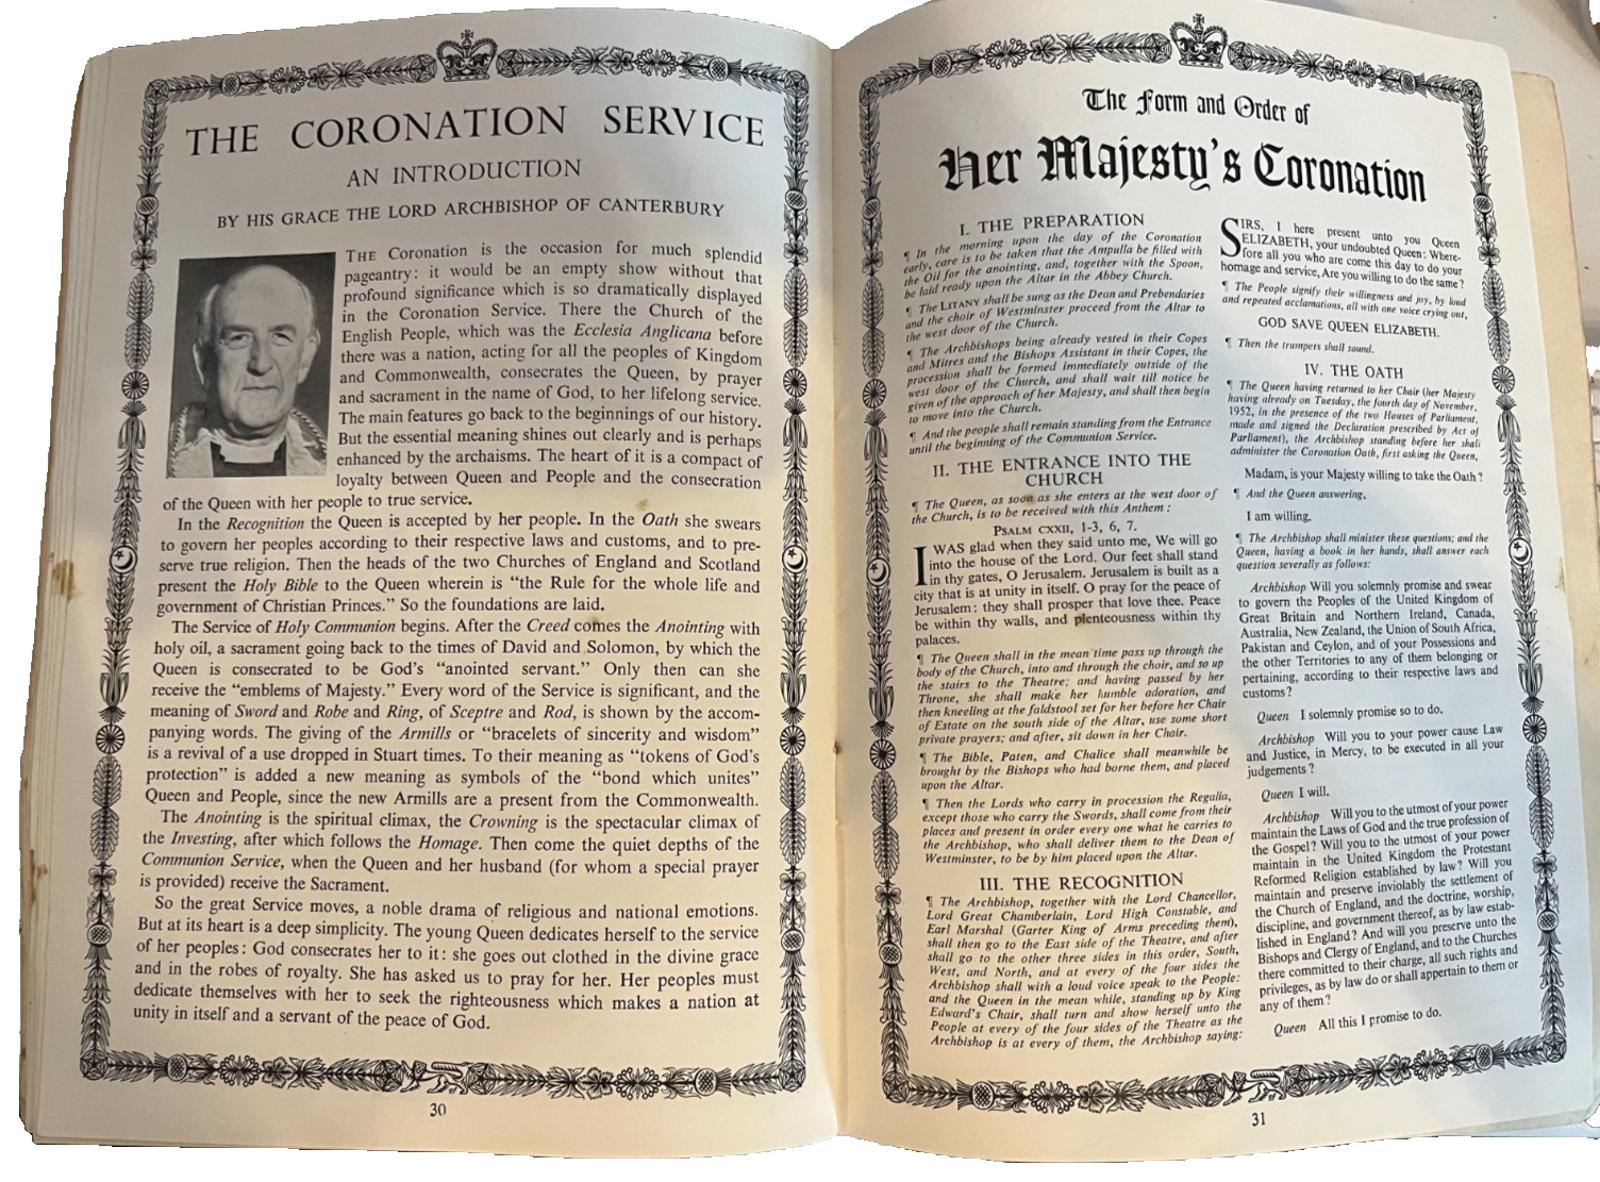 THE CORONATION SERVICE
AN INTRODUCTION
BY HIS GRACE THE LORD ARCHBISHOP OF CANTERBURY
THE Coronation is the occasion for much splendid
pageantry: it would be an empty show without that
profound significance which is so dramatically displayed
in the Coronation Service. There the Church of the
English People, which was the Ecclesia Anglicana before
there was a nation, acting for all the peoples of Kingdom
and Commonwealth, consecrates the Queen, by prayer
and sacrament in the name of God, to her lifelong service.
The main features go back to the beginnings of our history.
But the essential meaning shines out clearly and is perhaps
enhanced by the archaisms. The heart of it is a compact of
loyalty between Queen and People and the consecration
of the Queen with her people to true service.
In the Recognition the Queen is accepted by her people. In the Oath she swears
to govern her peoples according to their respective laws and customs, and to pre-
serve true religion. Then the heads of the two Churches of England and Scotland
present the Holy Bible to the Queen wherein is "the Rule for the whole life and
government of Christian Princes." So the foundations are laid.
The Service of Holy Communion begins. After the Creed comes the Anointing with
holy oil, a sacrament going back to the times of David and Solomon, by which the
Queen is consecrated to be God's "anointed servant." Only then can she
receive the "emblems of Majesty." Every word of the Service is significant, and the
meaning of Sword and Robe and Ring, of Sceptre and Rod, is shown by the accom-
panying words. The giving of the Armills or "bracelets of sincerity and wisdom"
is a revival of a use dropped in Stuart times. To their meaning as "tokens of God's
protection" is added a new meaning as symbols of the "bond which unites"
Queen and People, since the new Armills are a present from the Commonwealth.
The Anointing is the spiritual climax, the Crowning is the spectacular climax of
the Investing, after which follows the Homage. Then come the quiet depths of the
Communion Service, when the Queen and her husband (for whom a special prayer
is provided) receive the Sacrament.
So the great Service moves, a noble drama of religious and national emotions.
But at its heart is a deep simplicity. The young Queen dedicates herself to the service
of her peoples: God consecrates her to it: she goes out clothed in the divine grace
and in the robes of royalty. She has asked us to pray for her. Her peoples must
dedicate themselves with her to seek the righteousness which makes a nation at
unity in itself and a servant of the peace of God.
30
The Form and Order of
Her Majesty's Coronation
I. THE PREPARATION
¶ In the morning upon the day of the Coronation
early, care is to be taken that the Ampulla be filled with
the Oil for the anointing, and, together with the Spoon,
be laid ready upon the Altar in the Abbey Church.
¶ The LITANY shall be sung as the Dean and Prebendaries
and the choir of Westminster proceed from the Altar to
the west door of the Church.
¶ The Archbishops being already vested in their Copes
and Mitres and the Bishops Assistant in their Copes, the
procession shall be formed immediately outside of the
west door of the Church, and shall wait till notice be
given of the approach of her Majesty, and shall then begin
to move into the Church.
¶ And the people shall remain standing from the Entrance
until the beginning of the Communion Service.
II. THE ENTRANCE INTO THE
CHURCH
¶ The Queen, as soon as she enters at the west door of
the Church, is to be received with this Anthem:
PSALM CXXII, 1-3, 6, 7.
I WAS glad when they said unto me, We will go
into the house of the Lord. Our feet shall stand
in thy gates, O Jerusalem. Jerusalem is built as a
city that is at unity in itself. O pray for the peace of
Jerusalem: they shall prosper that love thee. Peace
be within thy walls, and plenteousness within thy
palaces.
¶ The Queen shall in the mean time pass up through the
body of the Church, into and through the choir, and so up
the stairs to the Theatre; and having passed by her
Throne, she shall make her humble adoration, and
then kneeling at the faldstool set for her before her Chair
of Estate on the south side of the Altar, use some short
private prayers; and after, sit down in her Chair.
¶ The Bible, Paten, and Chalice shall meanwhile be
brought by the Bishops who had borne them, and placed
upon the Altar.
¶ Then the Lords who carry in procession the Regalia,
except those who carry the Swords, shall come from their
places and present in order every one what he carries to
the Archbishop, who shall deliver them to the Dean of
Westminster, to be by him placed upon the Altar.
III. THE RECOGNITION
¶ The Archbishop, together with the Lord Chancellor,
Lord Great Chamberlain, Lord High Constable, and
Earl Marshal (Garter King of Arms preceding them),
shall then go to the East side of the Theatre, and after
shall go to the other three sides in this order, South,
West, and North, and at every of the four sides the
Archbishop shall with a loud voice speak to the People:
and the Queen in the mean while, standing up by King
Edward's Chair, shall turn and show herself unto the
People at every of the four sides of the Theatre as the
Archbishop is at every of them, the Archbishop saying:
SIRS, I here present unto you Queen
ELIZABETH, your undoubted Queen: Where-
fore all you who are come this day to do your
homage and service, Are you willing to do the same?
¶ The People signify their willingness and joy, by loud
and repeated acclamations, all with one voice crying out,
GOD SAVE QUEEN ELIZABETH.
¶ Then the trumpets shall sound.
IV. THE OATH
¶ The Queen having returned to her Chair (her Majesty
having already on Tuesday, the fourth day of November,
1952, in the presence of the two Houses of Parliament,
made and signed the Declaration prescribed by Act of
Parliament), the Archbishop standing before her shall
administer the Coronation Oath, first asking the Queen,
Madam, is your Majesty willing to take the Oath?
¶ And the Queen answering,
I am willing.
¶ The Archbishop shall minister these questions; and the
Queen, having a book in her hands, shall answer each
question severally as follows:
Archbishop Will you solemnly promise and swear
to govern the Peoples of the United Kingdom of
Great Britain and Northern Ireland, Canada,
Australia, New Zealand, the Union of South Africa,
Pakistan and Ceylon, and of your Possessions and
the other Territories to any of them belonging or
pertaining, according to their respective laws and
customs?
Queen I solemnly promise so to do.
Archbishop Will you to your power cause Law
and Justice, in Mercy, to be executed in all your
judgements?
Queen I will.
Archbishop Will you to the utmost of your power
maintain the Laws of God and the true profession of
the Gospel? Will you to the utmost of your power
maintain in the United Kingdom the Protestant
Reformed Religion established by law? Will you
maintain and preserve inviolably the settlement of
the Church of England, and the doctrine, worship,
discipline, and government thereof, as by law estab-
lished in England? And will you preserve unto the
Bishops and Clergy of England, and to the Churches
there committed to their charge, all such rights and
privileges, as by law do or shall appertain to them or
any of them?
Queen All this I promise to do.
31